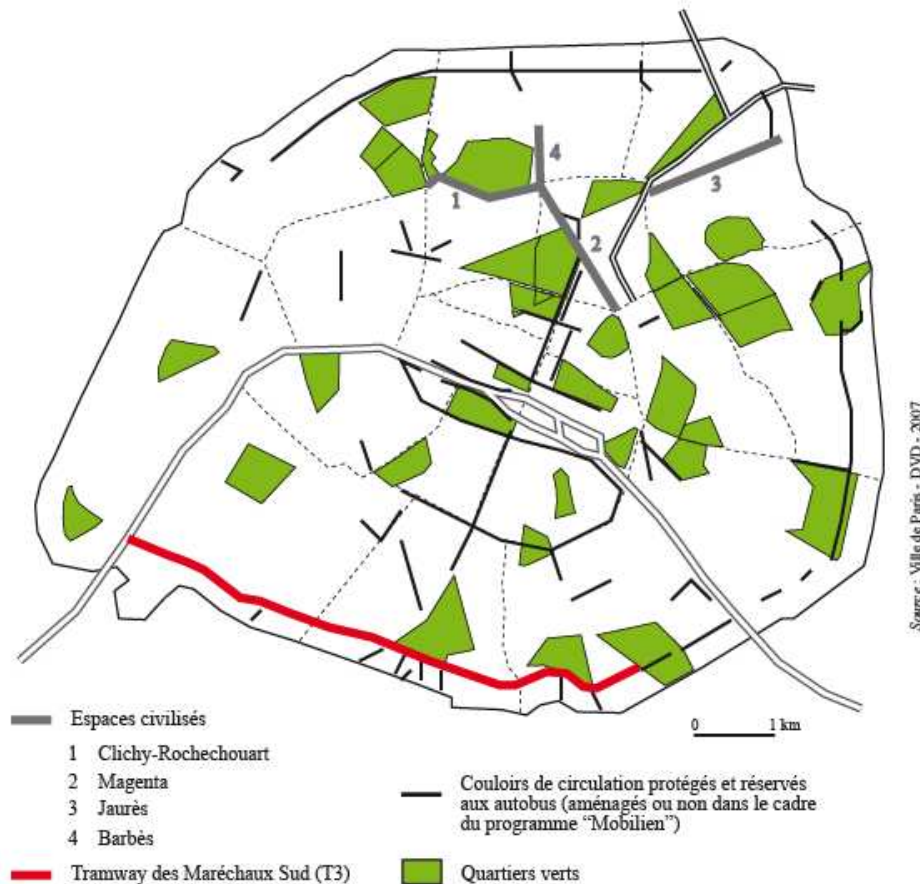 4
1
3
2
Source : Ville de Paris - DVD - 2007
0 1 km
Espaces civilisés
1 Clichy-Rochechouart
2 Magenta
3 Jaurès
4 Barbès
Tramway des Maréchaux Sud (T3)
Couloirs de circulation protégés et réservés
aux autobus (aménagés ou non dans le cadre
du programme “Mobilien”)
Quartiers verts